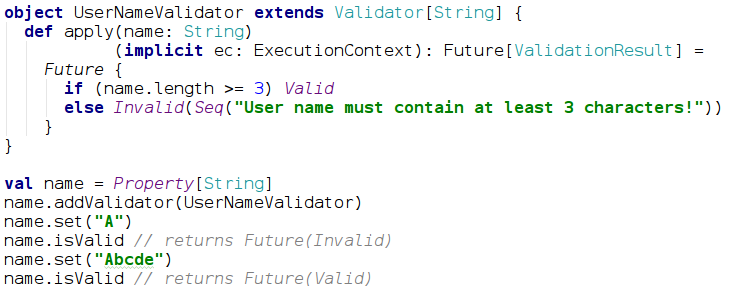 object UserNameValidator extends Validator[String] {
  def apply(name: String)
           (implicit ec: ExecutionContext): Future[ValidationResult] =
    Future {
      if (name.length >= 3) Valid
      else Invalid(Seq("User name must contain at least 3 characters!"))
    }
}

val name = Property[String]
name.addValidator(UserNameValidator)
name.set("A")
name.isValid // returns Future(Invalid)
name.set("Abcde")
name.isValid // returns Future(Valid)